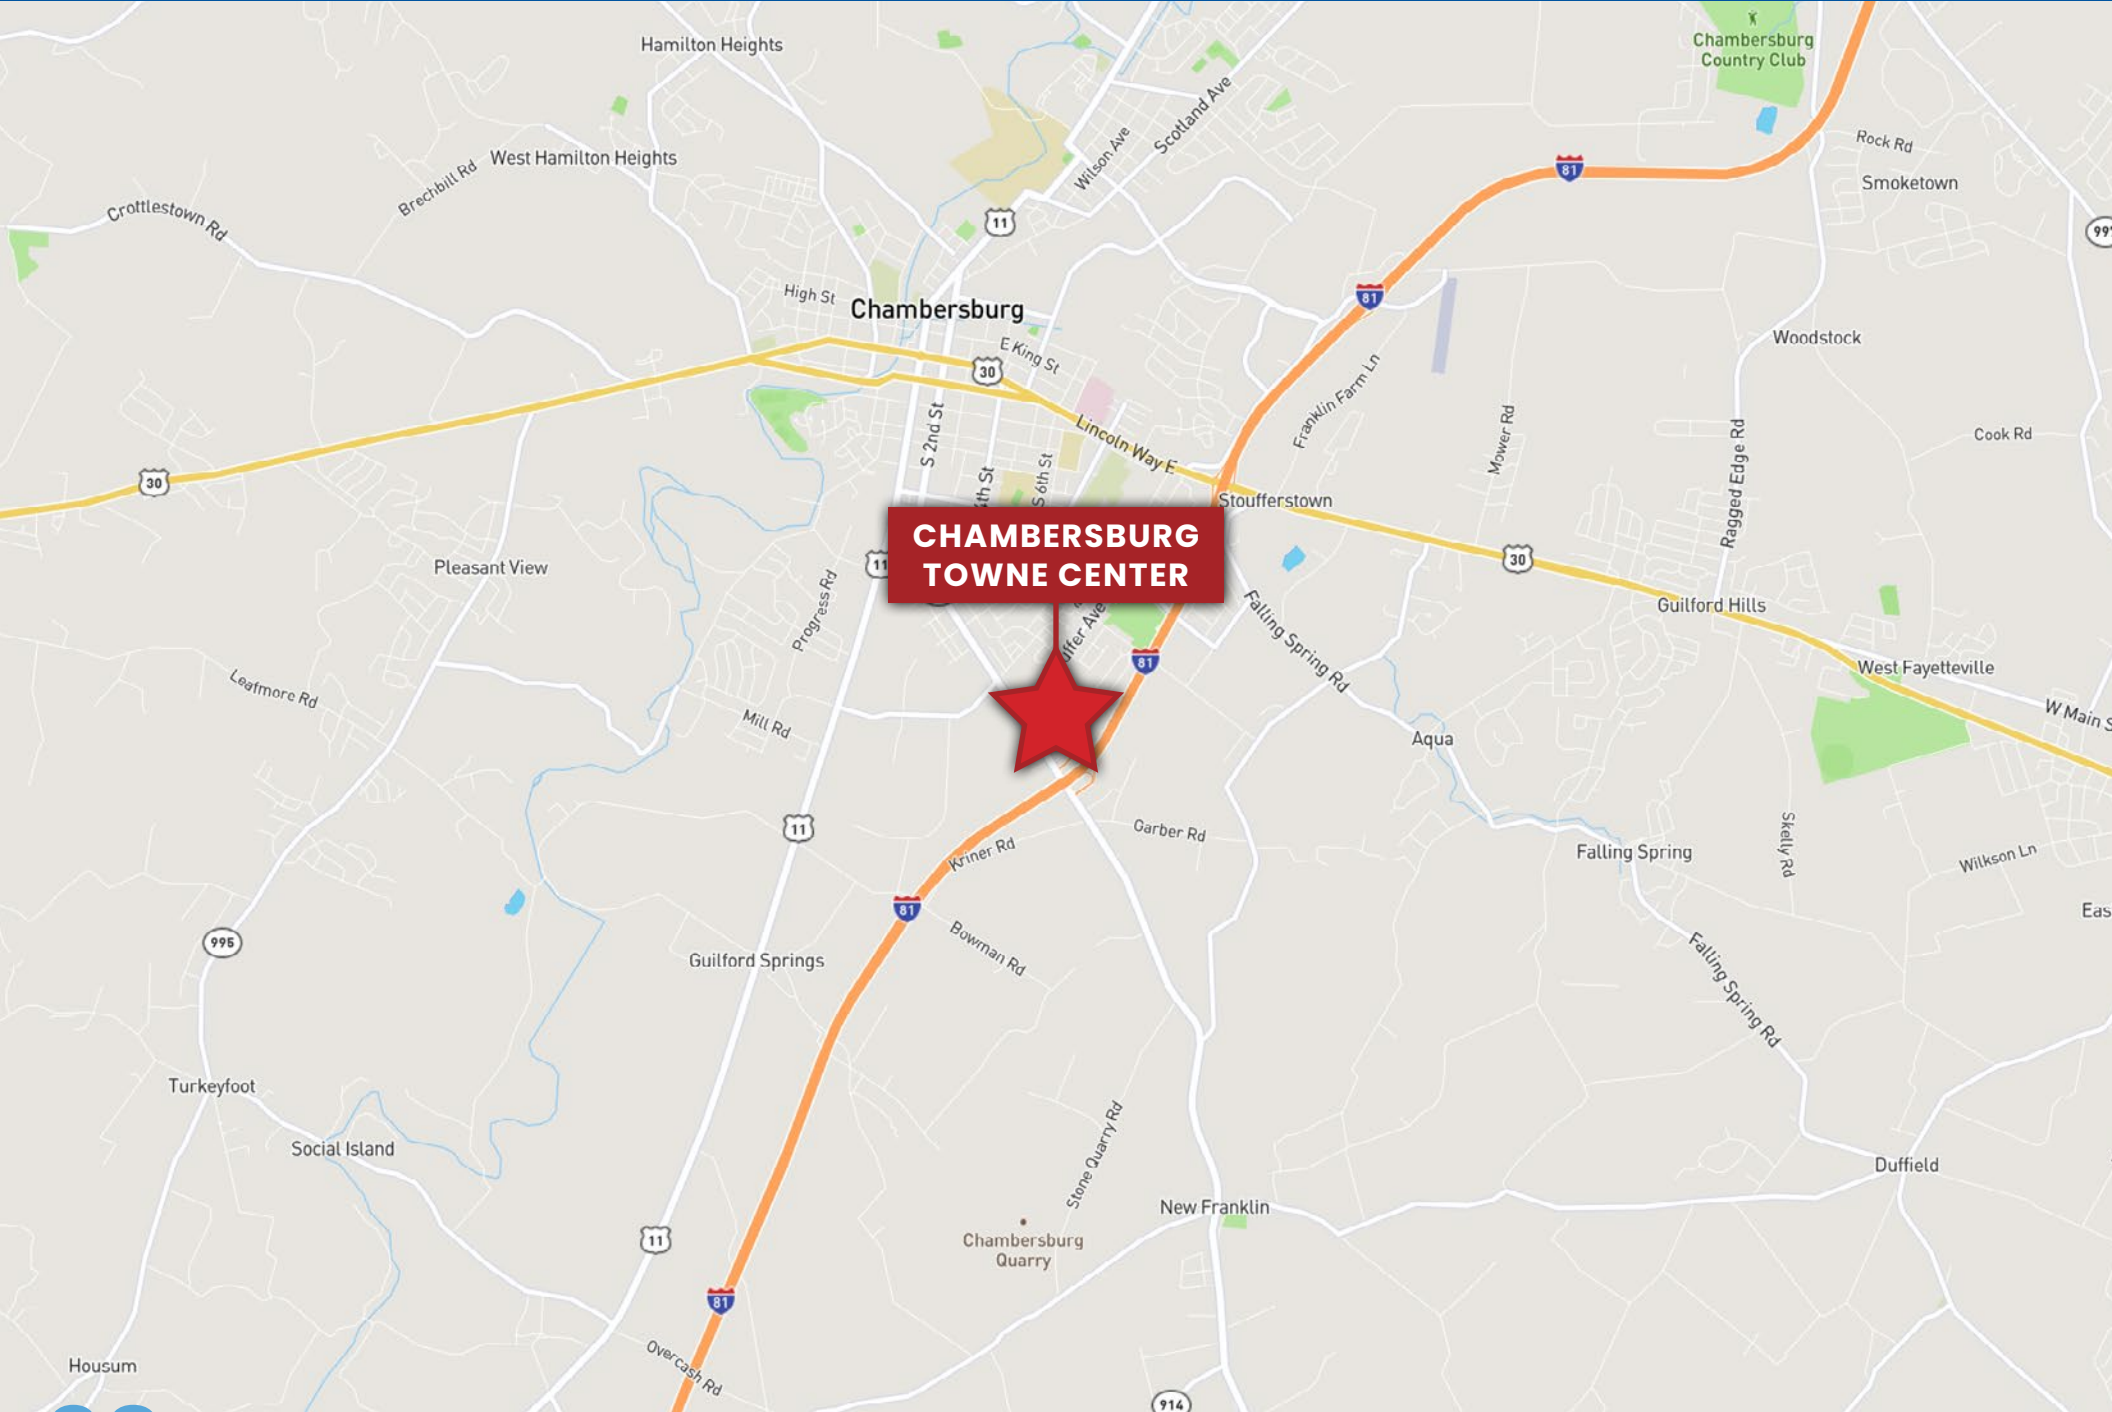 Hamilton Heights
Chambersburg
Country Club
Scotland Ave
Wilson Ave
Rock Rd
West Hamilton Heights
Brechbill Rd
81
Smoketown
Crottlestown Rd
11
High St
81
Chambersburg
Woodstock
E King St
30
Franklin Farm Ln
S 2nd St
Lincoln Way E
Mower Rd
Ragged Edge Rd
Cook Rd
30
4th St
S 6th St
Stoufferstown
CHAMBERSBURG
TOWNE CENTER
11
30
Pleasant View
Progress Rd
Falling Spring Rd
Guilford Hills
81
West Fayetteville
Leafmore Rd
Mill Rd
W Main S
Aqua
11
Garber Rd
Kriner Rd
Falling Spring
Skelly Rd
Wilkson Ln
81
Eas
995
Bowman Rd
Guilford Springs
Falling Spring Rd
Turkeyfoot
Social Island
Stone Quarry Rd
Duffield
New Franklin
11
Chambersburg
Quarry
81
Housum
Overcash Rd
914